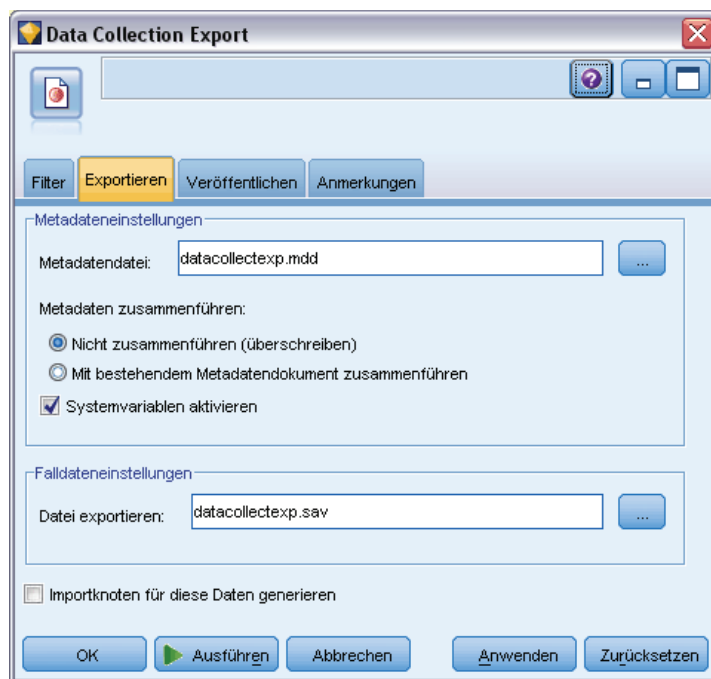 Data Collection Export
Filter Exportieren Veröffentlichen Anmerkungen
Metadateneinstellungen
Metadatendatei: datacollectexp.mdd ...
Metadaten zusammenführen:
Nicht zusammenführen (überschreiben)
Mit bestehendem Metadatendokument zusammenführen
Systemvariablen aktivieren
Falldateneinstellungen
Datei exportieren: datacollectexp.sav ...
Importknoten für diese Daten generieren
OK Ausführen Abbrechen Anwenden Zurücksetzen